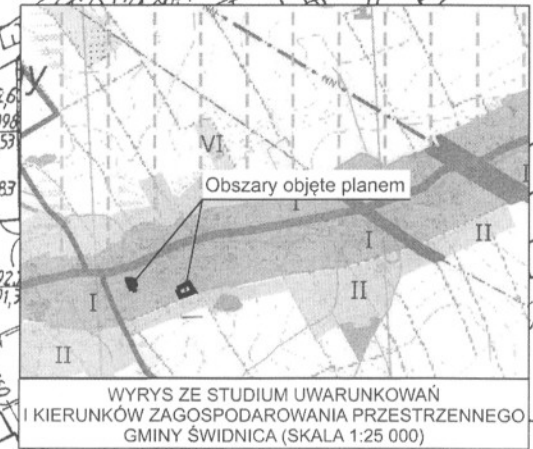 VI
Obszary objęte planem
I
I
I
II
I
II
II
WYRYS ZE STUDIUM UWARUNKOWAŃ
I KIERUNKÓW ZAGOSPODAROWANIA PRZESTRZENNEGO
GMINY ŚWIDNICA (SKALA 1:25 000)